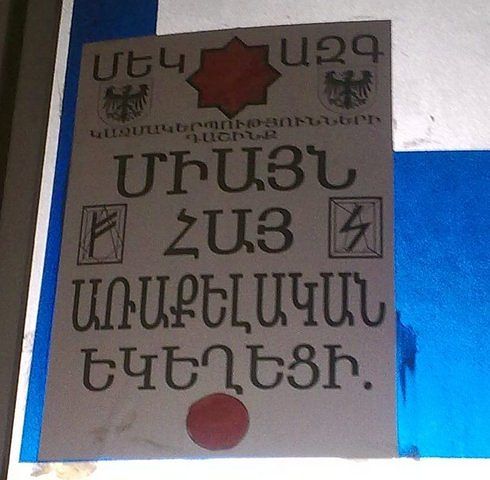 ՄԵԿ ԱԶԳ
ԿԱԶՄԱԿԵՐՊՈՒԹՅՈՒՆՆԵՐԻ
ԴԱՇԻՆՔ
ՄԻԱՅՆ
ՀԱՅ
ԱՌԱՔԵԼԱԿԱՆ
ԵԿԵՂԵՑԻ.